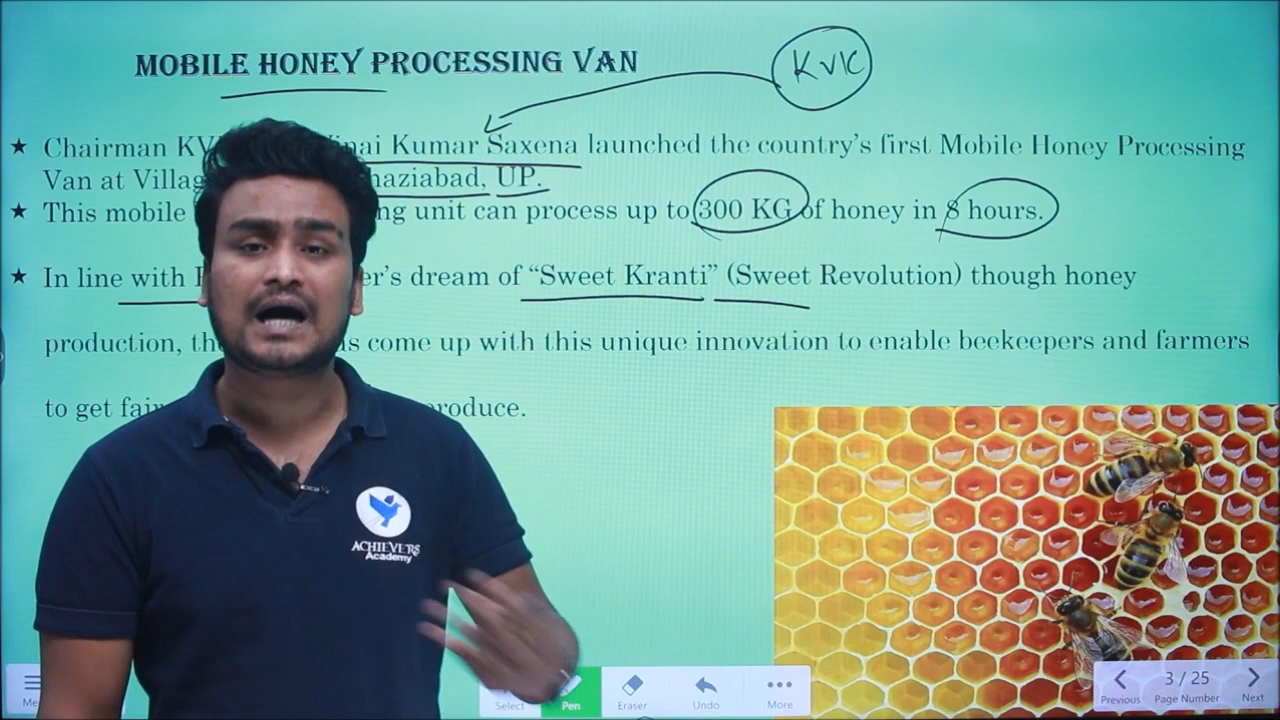 MOBILE HONEY PROCESSING VAN
KVIC
★ Chairman KV inai Kumar Saxena launched the country's first Mobile Honey Processing
Van at Villag haziabad, UP.
★ This mobile ng unit can process up to 300 KG of honey in 8 hours.
★ In line with er's dream of “Sweet Kranti” (Sweet Revolution) though honey
production, th as come up with this unique innovation to enable beekeepers and farmers
to get fair produce.
ACHIEVERS
Academy
Select
Pen
Eraser
Undo
More
3 / 25
Previous
Page Number
Next